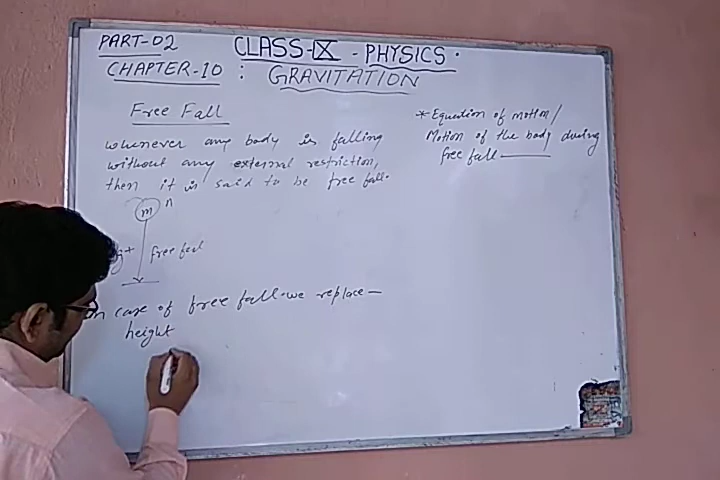 PART-02
CLASS-IX - PHYSICS.
CHAPTER-10 : GRAVITATION
Free Fall
whenever any body is falling
without any external restriction,
then it is said to be free fall.
m
g+ free fall
In case of free fall we replace —
height
* Equation of motion/
Motion of the body during
free fall ———